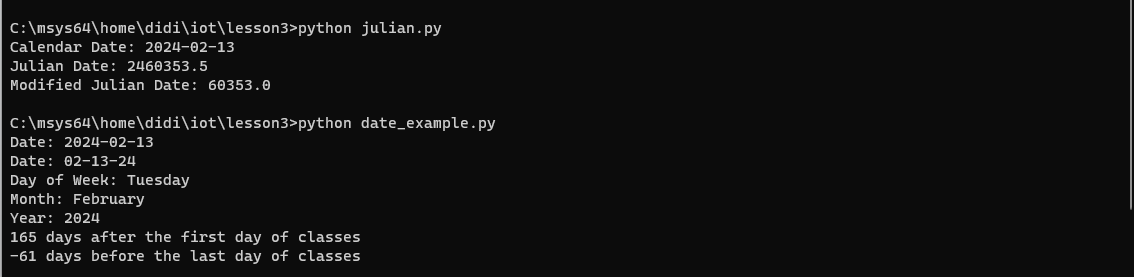 C:\msys64\home\didi\iot\lesson3>python julian.py
Calendar Date: 2024-02-13
Julian Date: 2460353.5
Modified Julian Date: 60353.0
C:\msys64\home\didi\iot\lesson3>python date_example.py
Date: 2024-02-13
Date: 02-13-24
Day of Week: Tuesday
Month: February
Year: 2024
165 days after the first day of classes
-61 days before the last day of classes